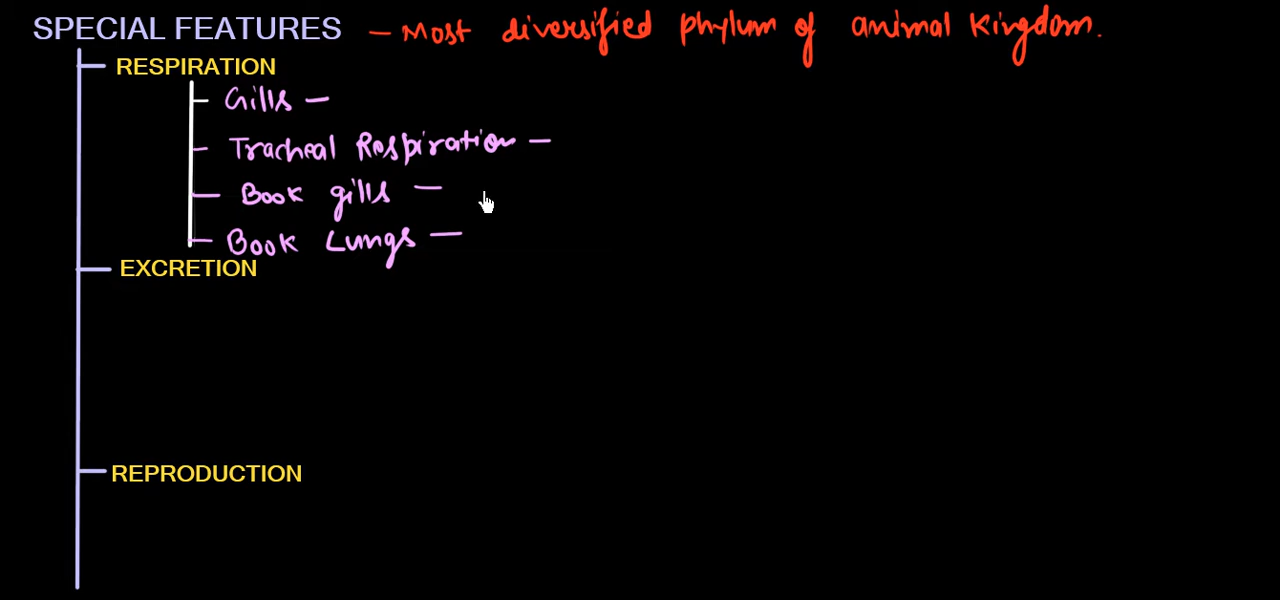 SPECIAL FEATURES - Most diversified phylum of animal kingdom.
RESPIRATION
Gills -
Tracheal Respiration -
Book gills -
Book Lungs -
EXCRETION
REPRODUCTION